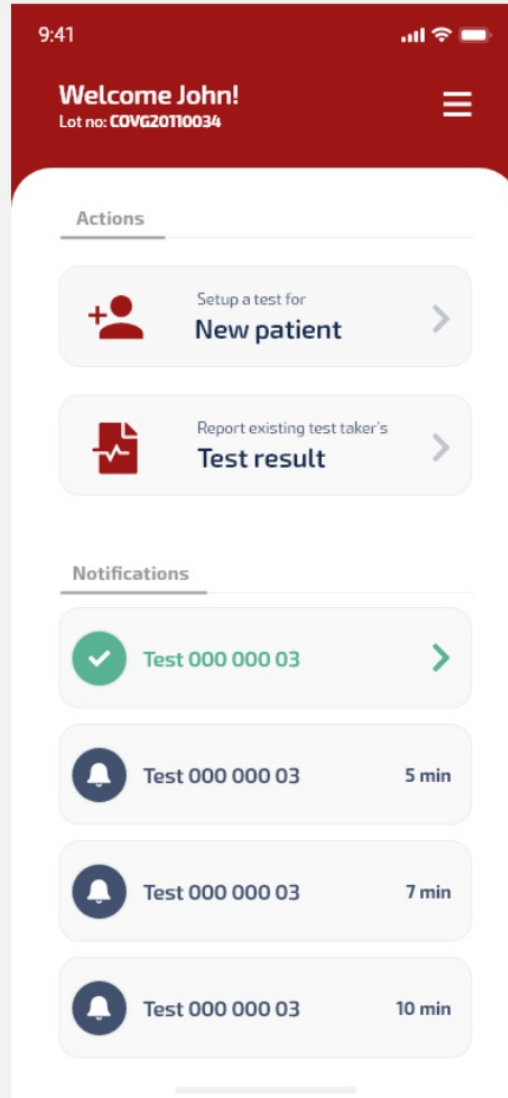 9:41
Welcome John!
Lot no: COVG20110034
Actions
Setup a test for
New patient
Report existing test taker's
Test result
Notifications
Test 000 000 03
Test 000 000 03 5 min
Test 000 000 03 7 min
Test 000 000 03 10 min